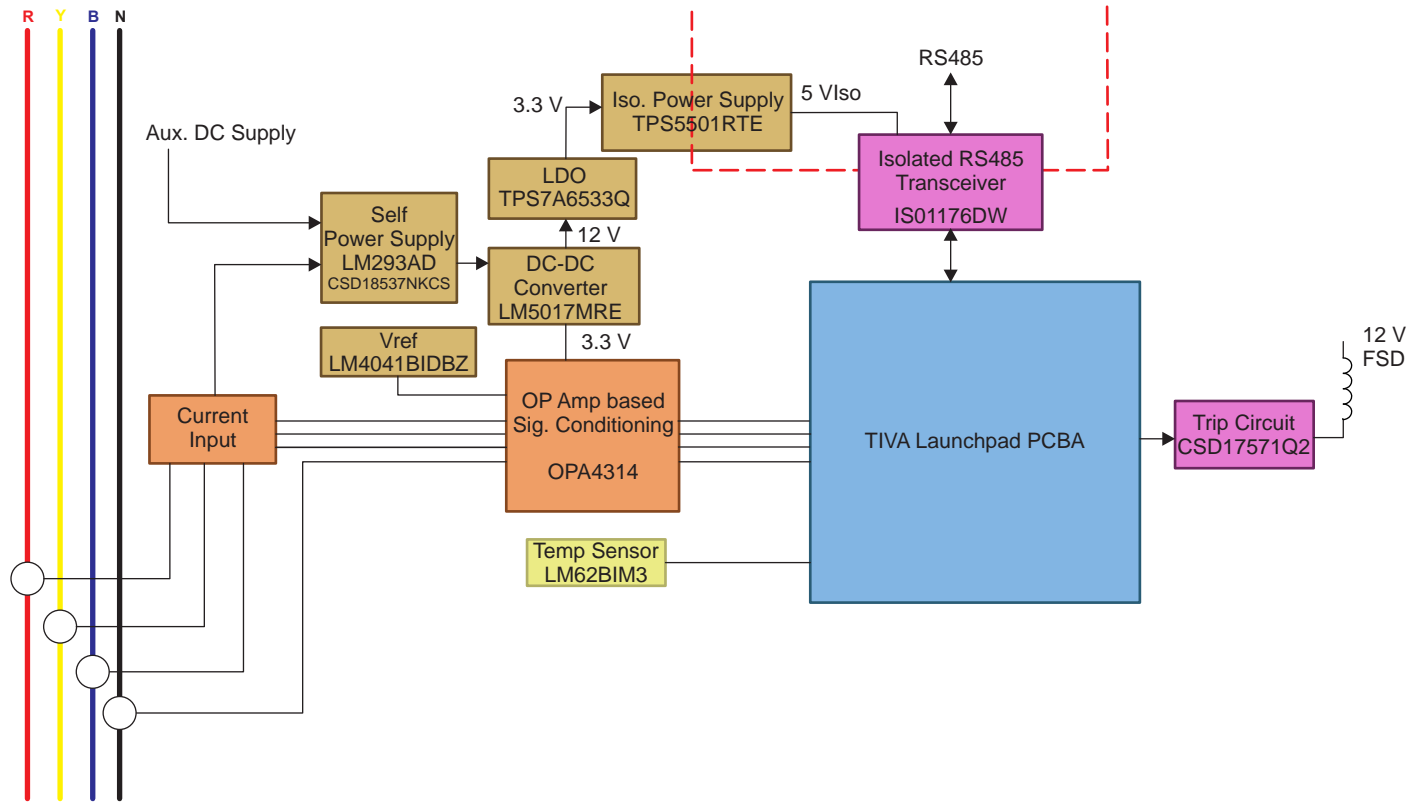 R Y B N
RS485
3.3 V
Iso. Power Supply
TPS5501RTE
5 VIso
Aux. DC Supply
LDO
TPS7A6533Q
Isolated RS485
Transceiver
IS01176DW
Self
Power Supply
LM293AD
CSD18537NKCS
12 V
DC-DC
Converter
LM5017MRE
Vref
LM4041BIDBZ
3.3 V
12 V
FSD
Current
Input
OP Amp based
Sig. Conditioning
OPA4314
TIVA Launchpad PCBA
Trip Circuit
CSD17571Q2
Temp Sensor
LM62BIM3